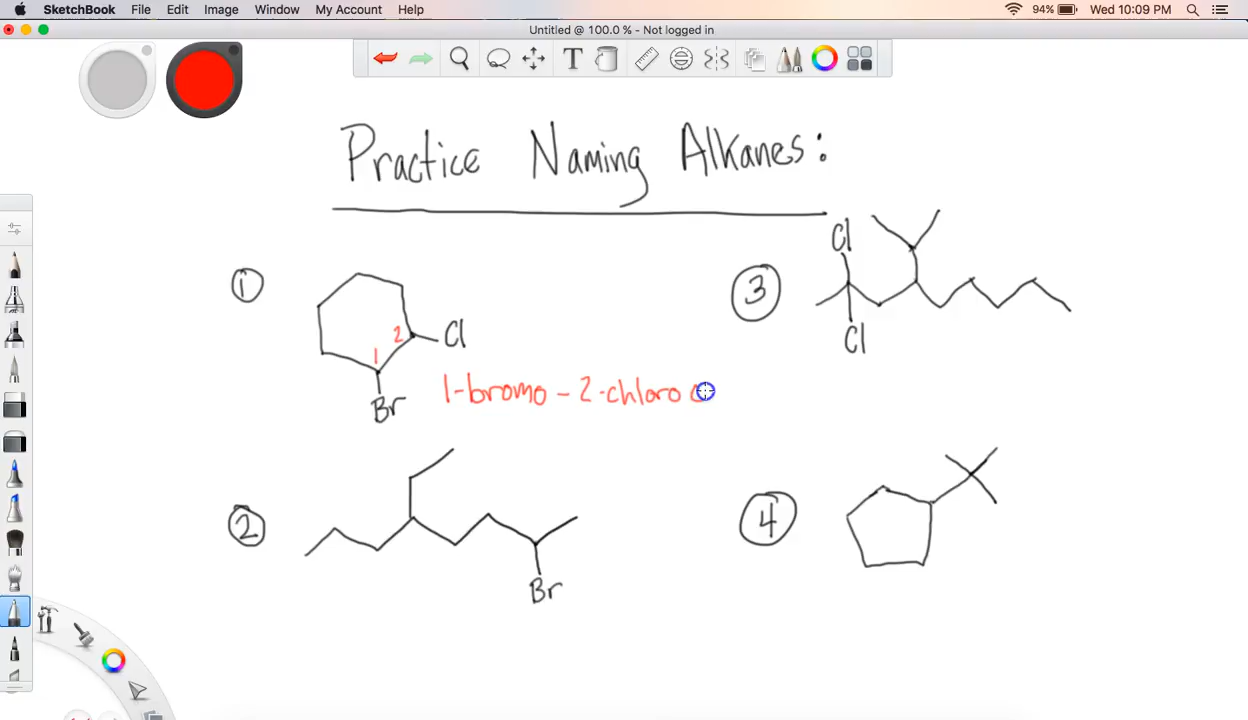 SketchBook File Edit Image Window My Account Help 94% Wed 10:09 PM
Untitled @ 100.0 % - Not logged in
T
Practice Naming Alkanes:
1
2
1
Cl
Br
1-bromo-2-chloro c
3
Cl
Cl
2
Br
4